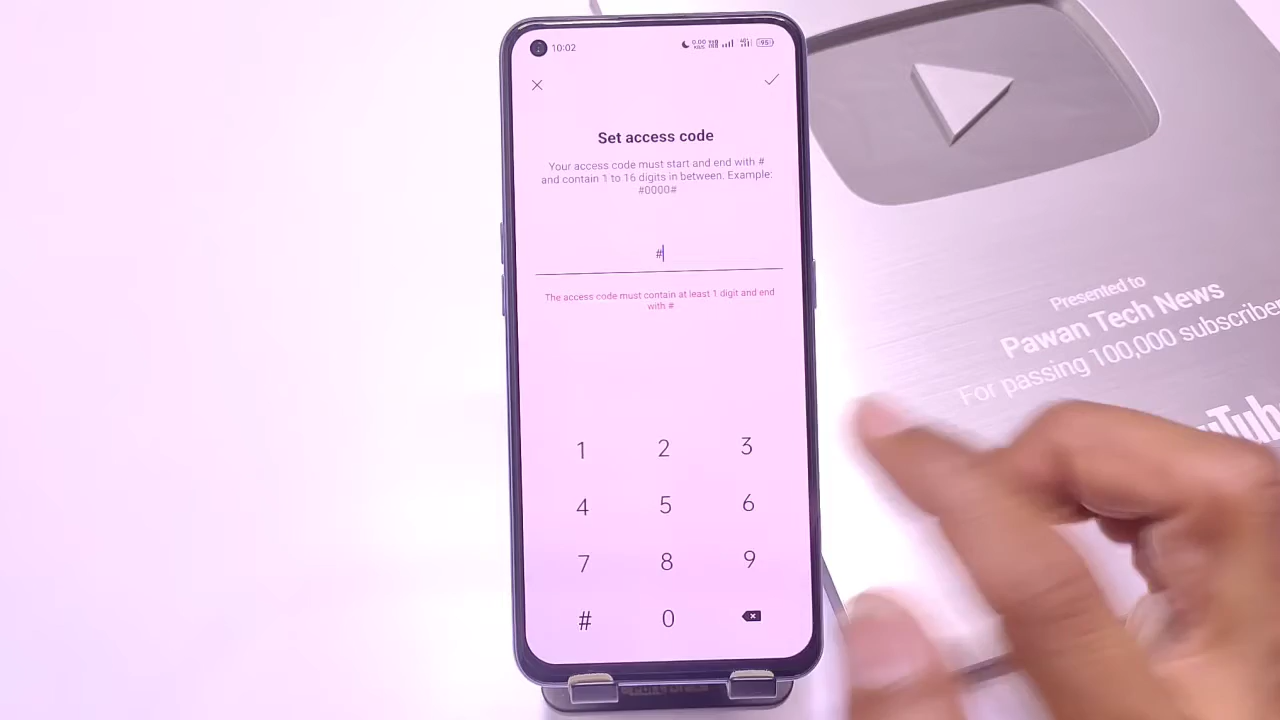 10:02
95
Set access code
Your access code must start and end with #
and contain 1 to 16 digits in between. Example:
#0000#
#
The access code must contain at least 1 digit and end
with #
1 2 3
4 5 6
7 8 9
# 0
Presented to
Pawan Tech News
For passing 100,000 subscriber